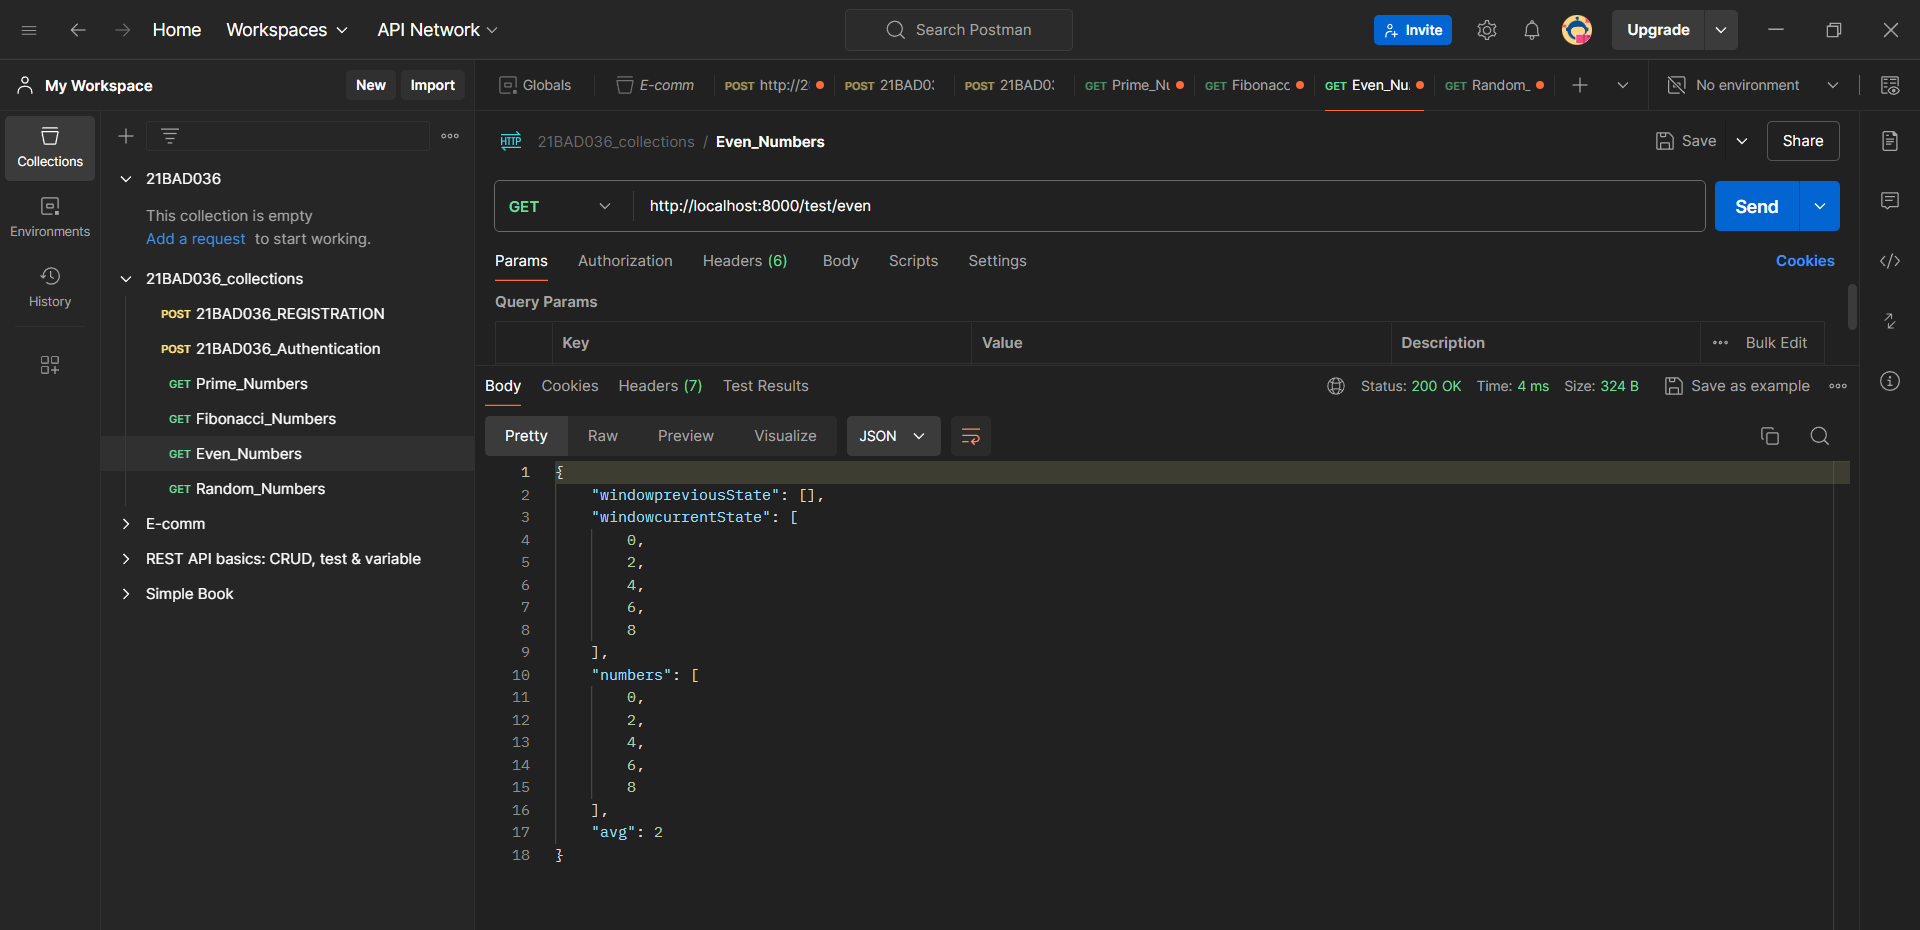 Home Workspaces API Network Search Postman Invite Upgrade
My Workspace New Import
Globals E-comm POST http://2 POST 21BAD03 POST 21BAD03 GET Prime_Nu GET Fibonacc GET Even_Nu GET Random_ No environment
Collections
Environments
History
21BAD036
This collection is empty
Add a request to start working.
21BAD036_collections
POST 21BAD036_REGISTRATION
POST 21BAD036_Authentication
GET Prime_Numbers
GET Fibonacci_Numbers
GET Even_Numbers
GET Random_Numbers
E-comm
REST API basics: CRUD, test & variable
Simple Book
HTTP 21BAD036_collections / Even_Numbers Save Share
GET http://localhost:8000/test/even Send
Params Authorization Headers (6) Body Scripts Settings Cookies
Query Params
Key Value Description Bulk Edit
Body Cookies Headers (7) Test Results Status: 200 OK Time: 4 ms Size: 324 B Save as example
Pretty Raw Preview Visualize JSON
1 {
2 "windowpreviousState": [],
3 "windowcurrentState": [
4 0,
5 2,
6 4,
7 6,
8 8
9 ],
10 "numbers": [
11 0,
12 2,
13 4,
14 6,
15 8
16 ],
17 "avg": 2
18 }